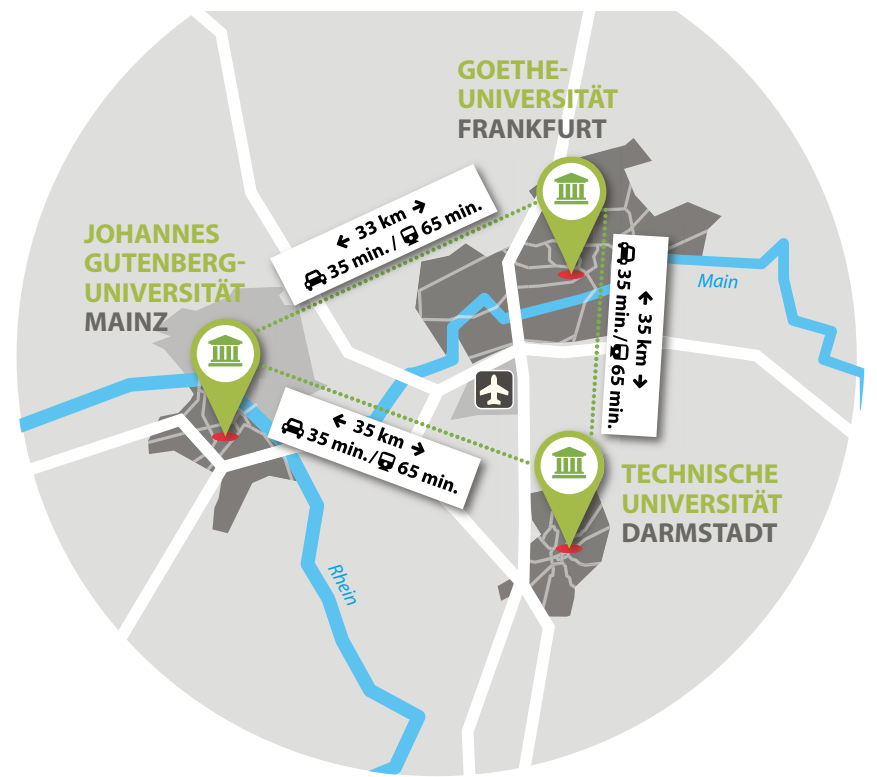 GOETHE-
UNIVERSITÄT
FRANKFURT
33 km
35 min. / 65 min.
JOHANNES
GUTENBERG-
UNIVERSITÄT
MAINZ
Main
35 km
35 min./ 65 min.
35 km
35 min./ 65 min.
TECHNISCHE
UNIVERSITÄT
DARMSTADT
Rhein